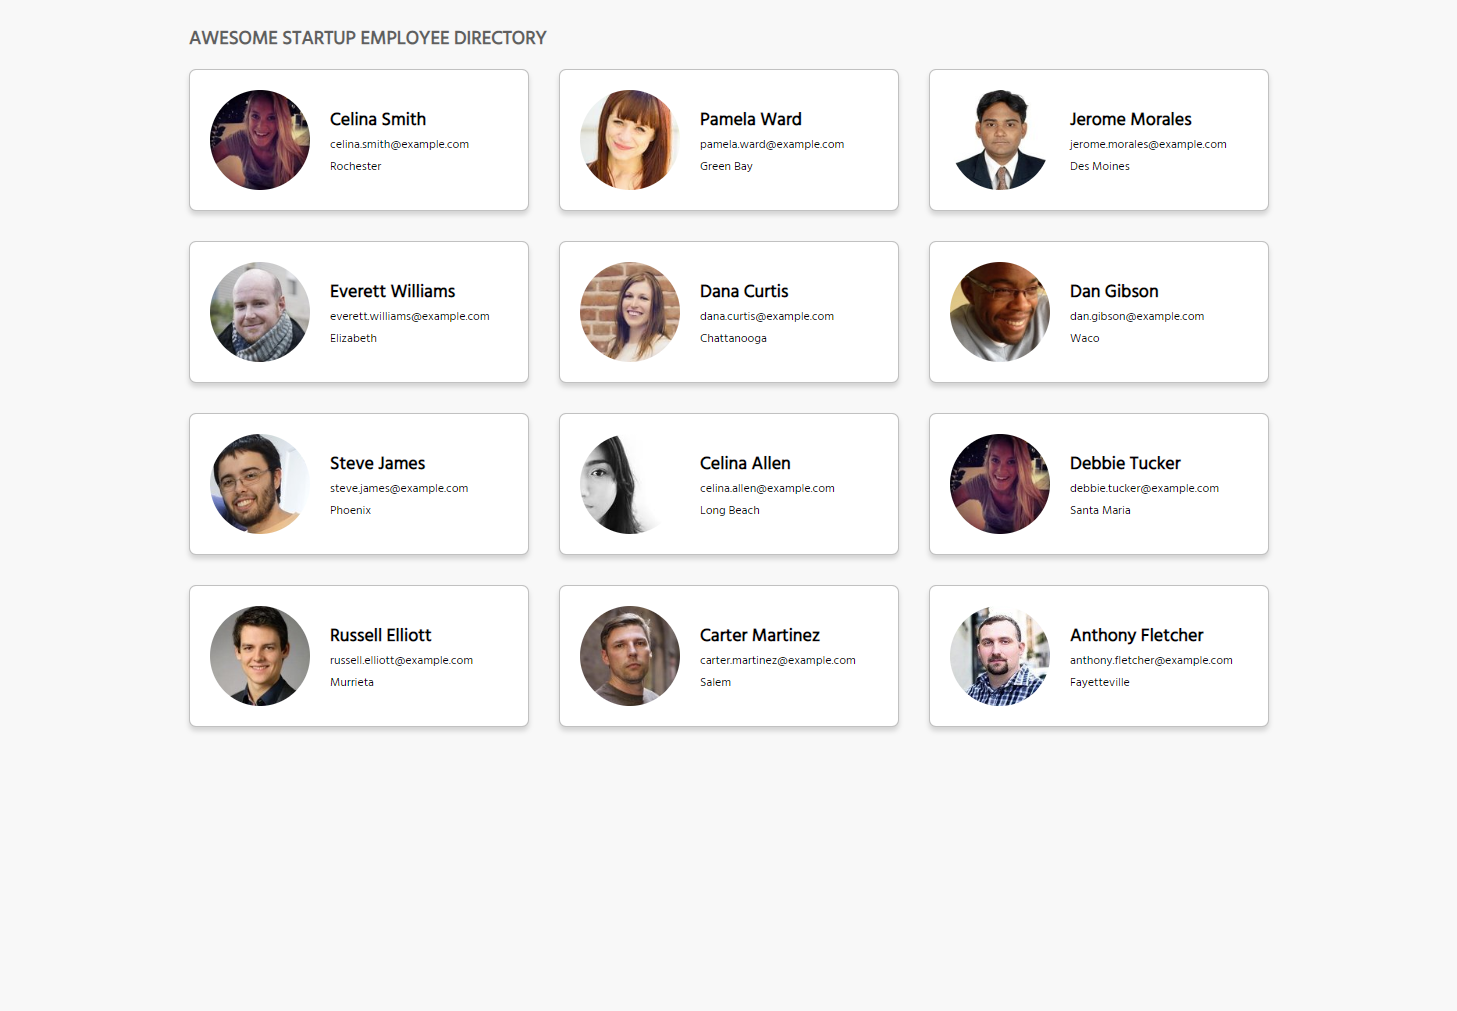 AWESOME STARTUP EMPLOYEE DIRECTORY
Celina Smith
celina.smith@example.com
Rochester
Pamela Ward
pamela.ward@example.com
Green Bay
Jerome Morales
jerome.morales@example.com
Des Moines
Everett Williams
everett.williams@example.com
Elizabeth
Dana Curtis
dana.curtis@example.com
Chattanooga
Dan Gibson
dan.gibson@example.com
Waco
Steve James
steve.james@example.com
Phoenix
Celina Allen
celina.allen@example.com
Long Beach
Debbie Tucker
debbie.tucker@example.com
Santa Maria
Russell Elliott
russell.elliott@example.com
Murrieta
Carter Martinez
carter.martinez@example.com
Salem
Anthony Fletcher
anthony.fletcher@example.com
Fayetteville